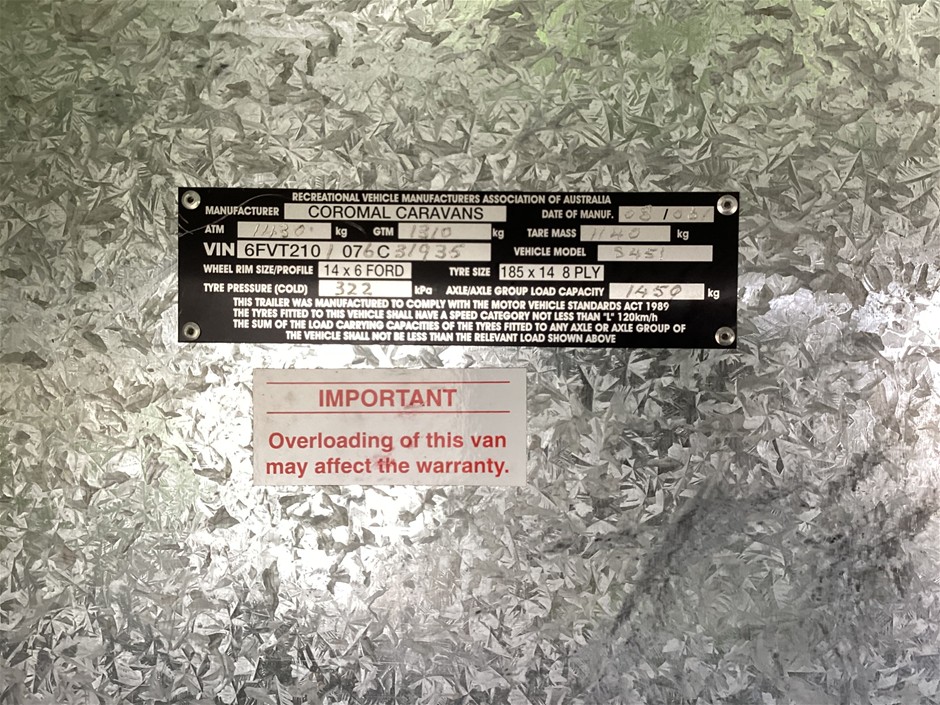 RECREATIONAL VEHICLE MANUFACTURERS ASSOCIATION OF AUSTRALIA
MANUFACTURER COROMAL CARAVANS DATE OF MANUF.
ATM kg GTM 1310 kg TARE MASS 1140 kg
VIN 6FVT210 076C31935 VEHICLE MODEL S451
WHEEL RIM SIZE/PROFILE 14 x 6 FORD TYRE SIZE 185 x 14 8 PLY
TYRE PRESSURE (COLD) 322 kPa AXLE/AXLE GROUP LOAD CAPACITY 1450 kg
THIS TRAILER WAS MANUFACTURED TO COMPLY WITH THE MOTOR VEHICLE STANDARDS ACT 1989
THE TYRES FITTED TO THIS VEHICLE SHALL HAVE A SPEED CATEGORY NOT LESS THAN "L" 120km/h
THE SUM OF THE LOAD CARRYING CAPACITIES OF THE TYRES FITTED TO ANY AXLE OR AXLE GROUP OF
THE VEHICLE SHALL NOT BE LESS THAN THE RELEVANT LOAD SHOWN ABOVE
IMPORTANT
Overloading of this van
may affect the warranty.